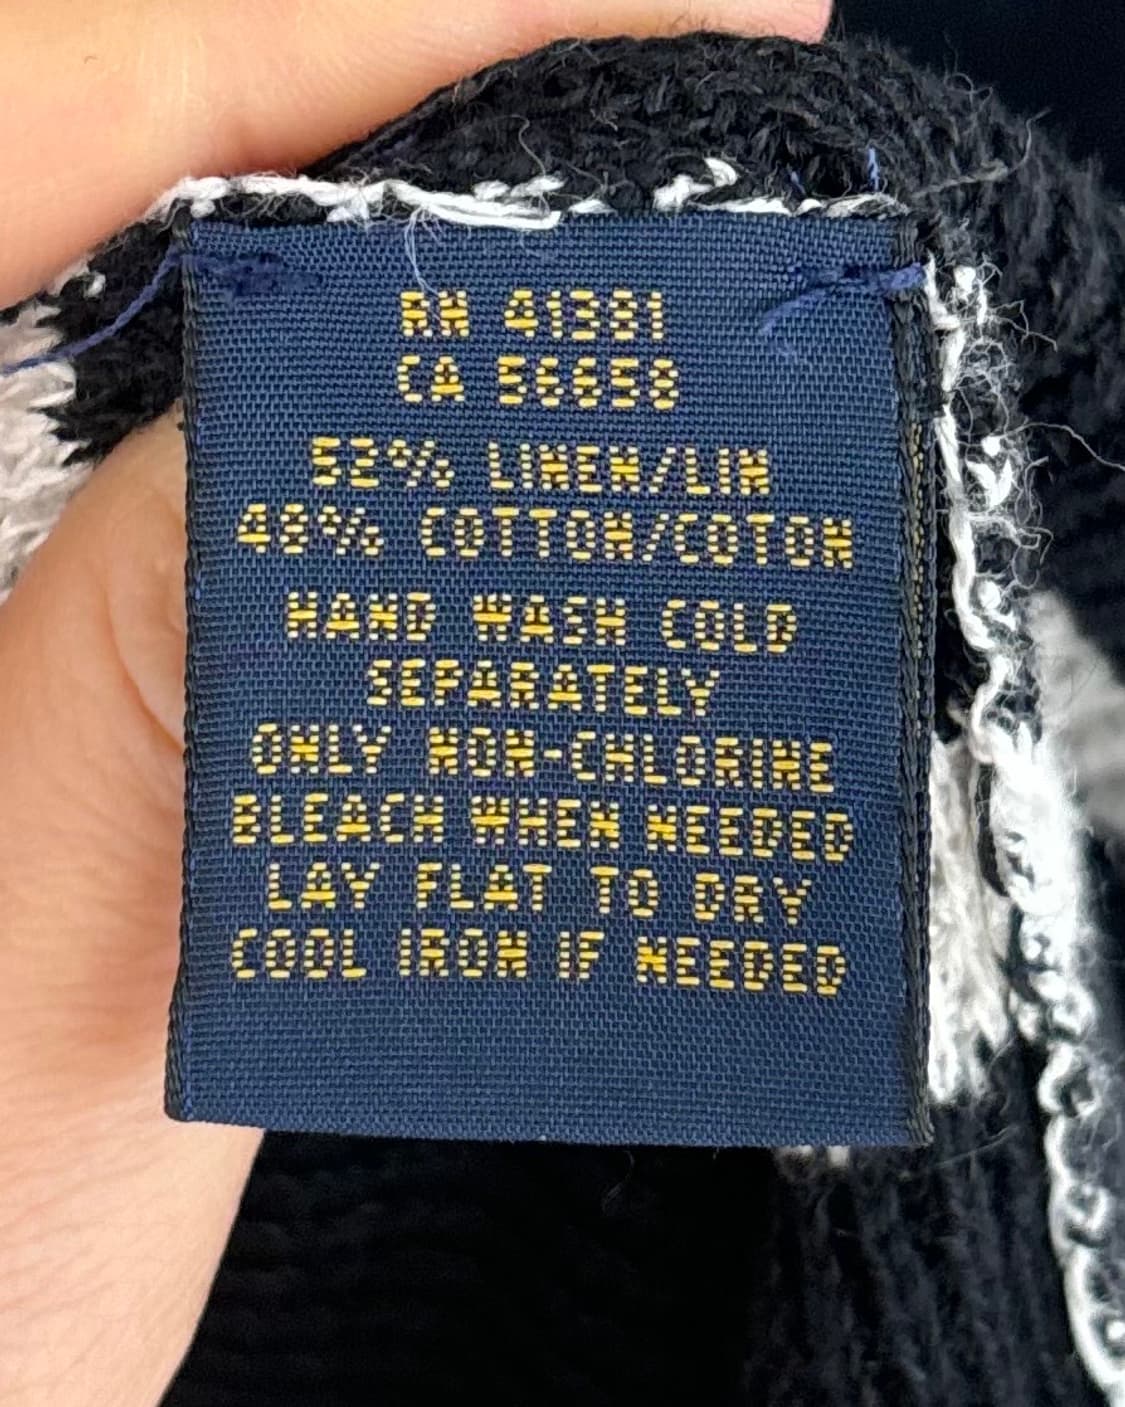 RN 41381
CA 56658
52% LINEN/LIN
48% COTTON/COTON
HAND WASH COLD
SEPARATELY
ONLY NON-CHLORINE
BLEACH WHEN NEEDED
LAY FLAT TO DRY
COOL IRON IF NEEDED